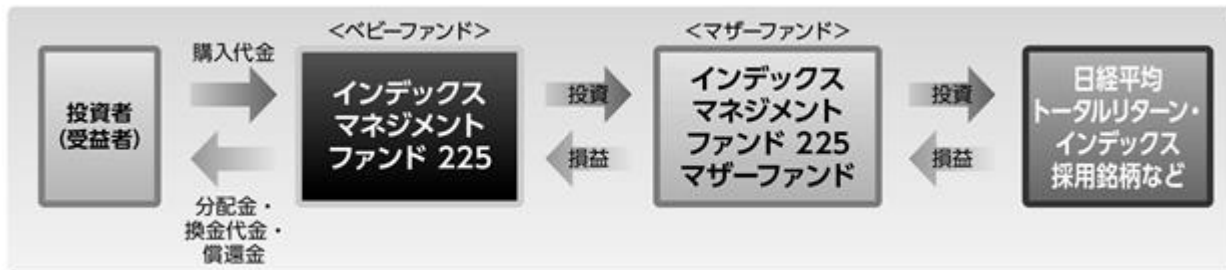 <ベビーファンド>
<マザーファンド>
購入代金
投資者
(受益者)
分配金・
換金代金・
償還金
インデックス
マネジメント
ファンド 225
投資
損益
インデックス
マネジメント
ファンド 225
マザーファンド
投資
損益
日経平均
トータルリターン・
インデックス
採用銘柄など